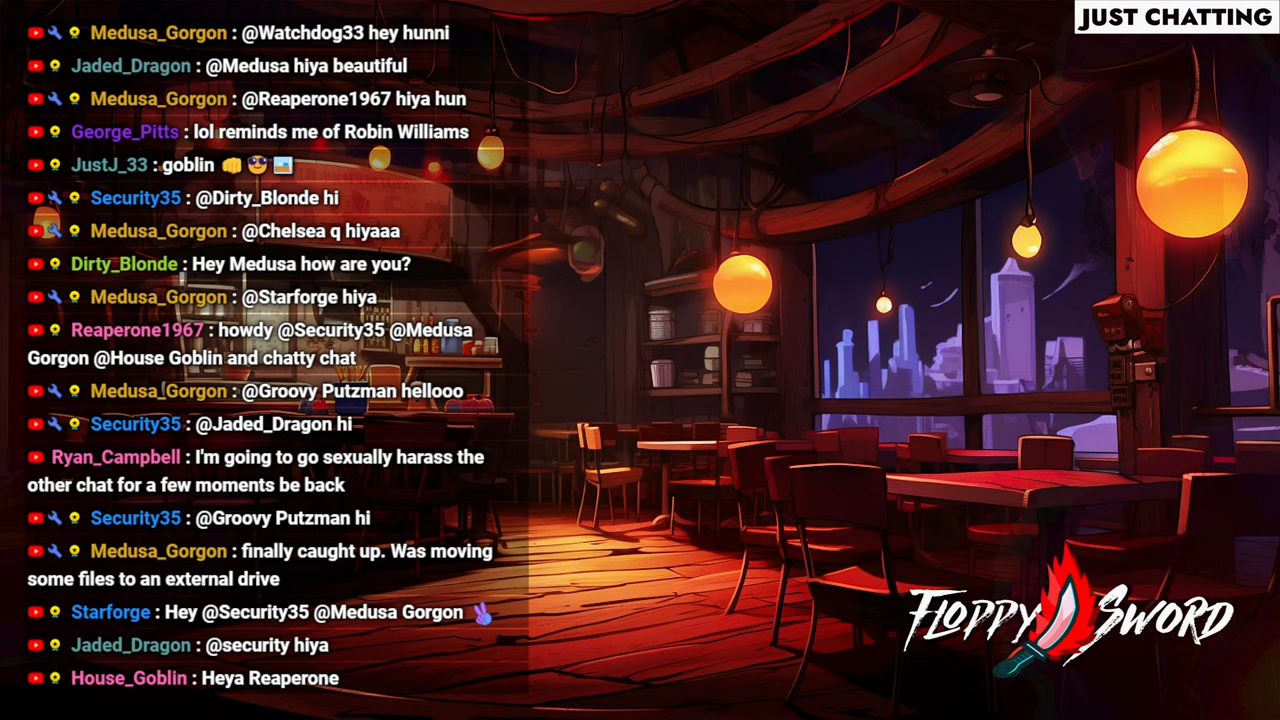 JUST CHATTING
Medusa_Gorgon : @Watchdog33 hey hunni
Jaded_Dragon : @Medusa hiya beautiful
Medusa_Gorgon : @Reaperone1967 hiya hun
George_Pitts : lol reminds me of Robin Williams
JustJ_33 : goblin 👊😎🖼️
Security35 : @Dirty_Blonde hi
Medusa_Gorgon : @Chelsea q hiyaaa
Dirty_Blonde : Hey Medusa how are you?
Medusa_Gorgon : @Starforge hiya
Reaperone1967 : howdy @Security35 @Medusa
Gorgon @House Goblin and chatty chat
Medusa_Gorgon : @Groovy Putzman hellooo
Security35 : @Jaded_Dragon hi
Ryan_Campbell : I'm going to go sexually harass the
other chat for a few moments be back
Security35 : @Groovy Putzman hi
Medusa_Gorgon : finally caught up. Was moving
some files to an external drive
Starforge : Hey @Security35 @Medusa Gorgon ✌️
Jaded_Dragon : @security hiya
House_Goblin : Heya Reaperone
FLOPPY SWORD